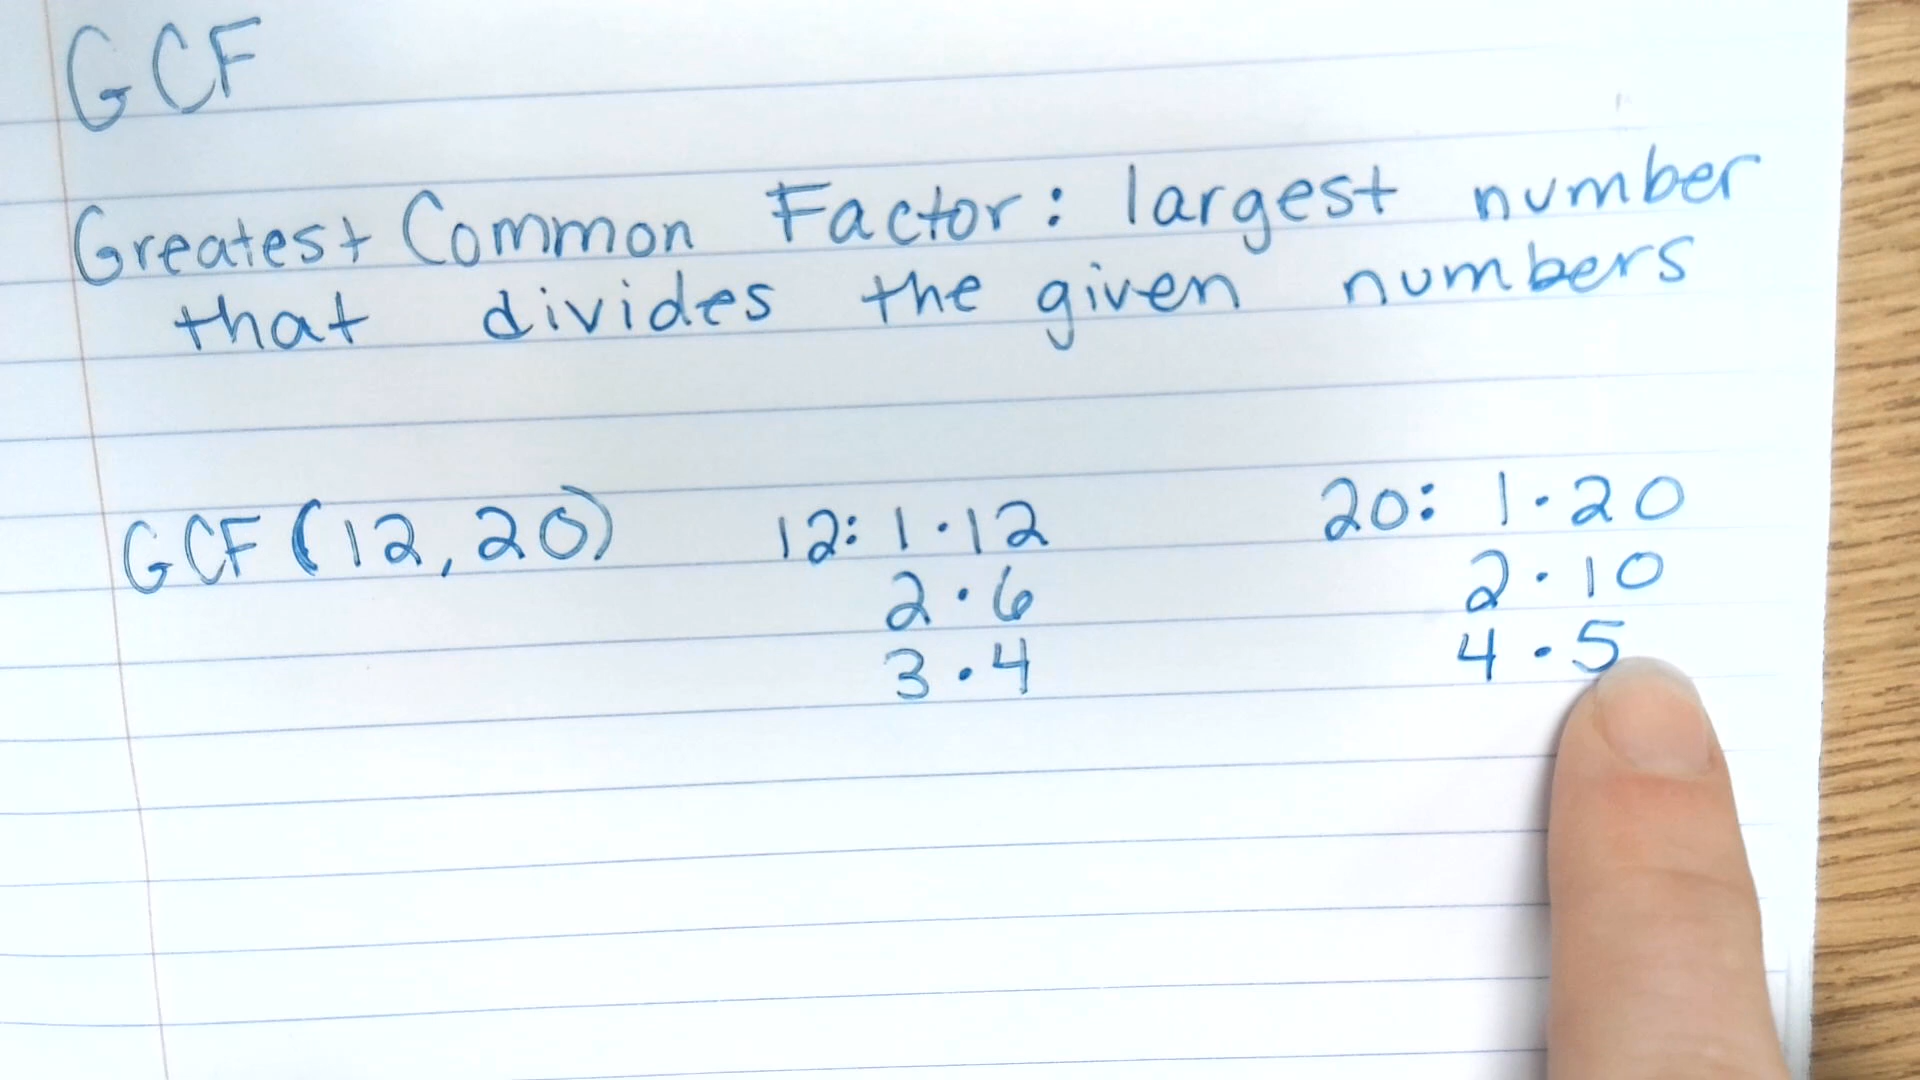 GCF
Greatest Common Factor: largest number
that divides the given numbers
GCF (12, 20) 12: 1 · 12 20: 1 · 20
2 · 6 2 · 10
3 · 4 4 · 5